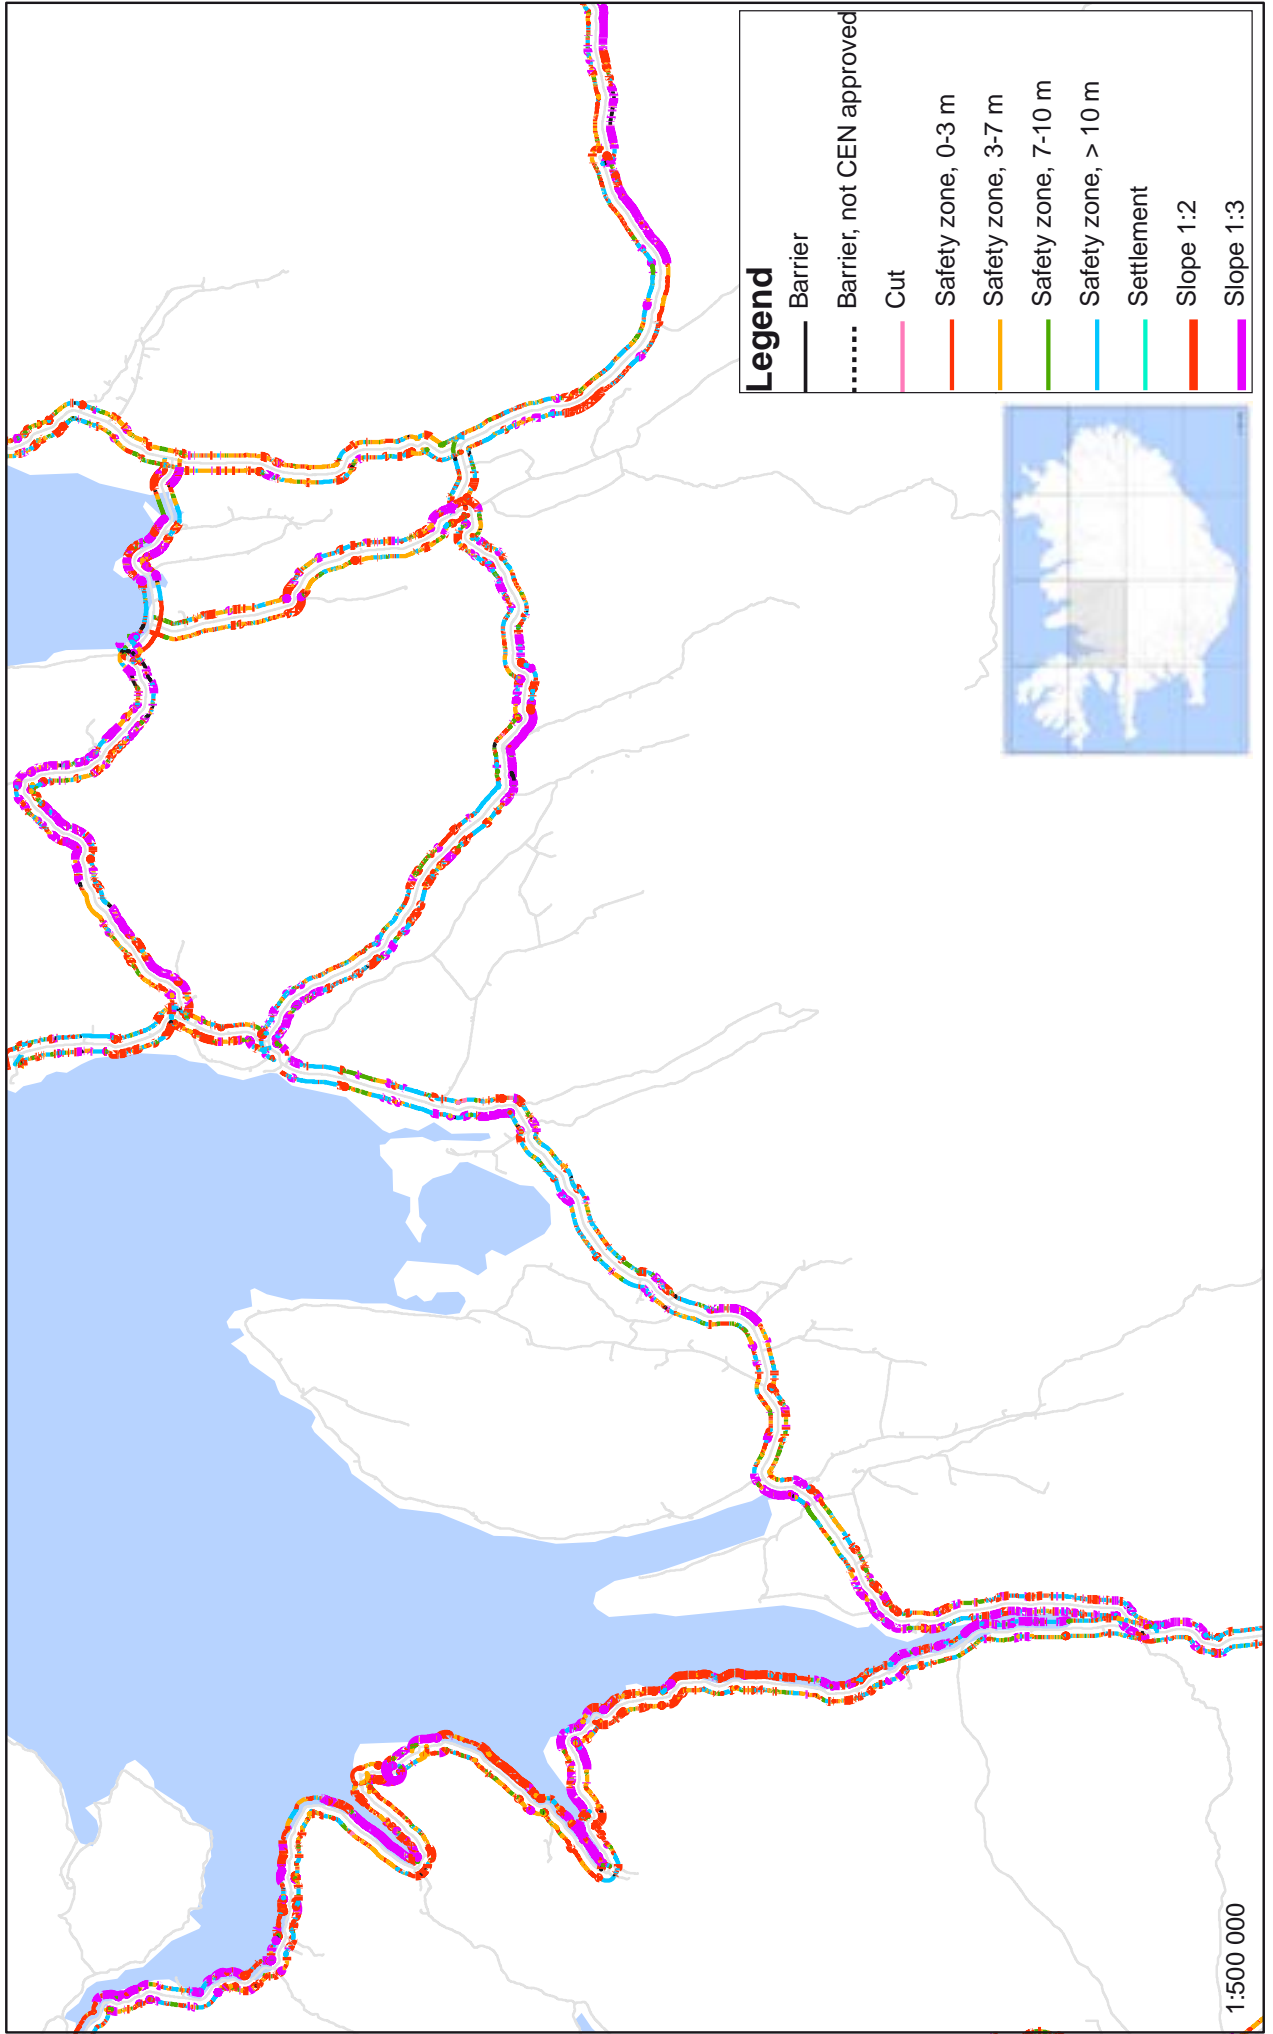 Legend
Barrier
Barrier, not CEN approved
Cut
Safety zone, 0-3 m
Safety zone, 3-7 m
Safety zone, 7-10 m
Safety zone, > 10 m
Settlement
Slope 1:2
Slope 1:3
1:500 000